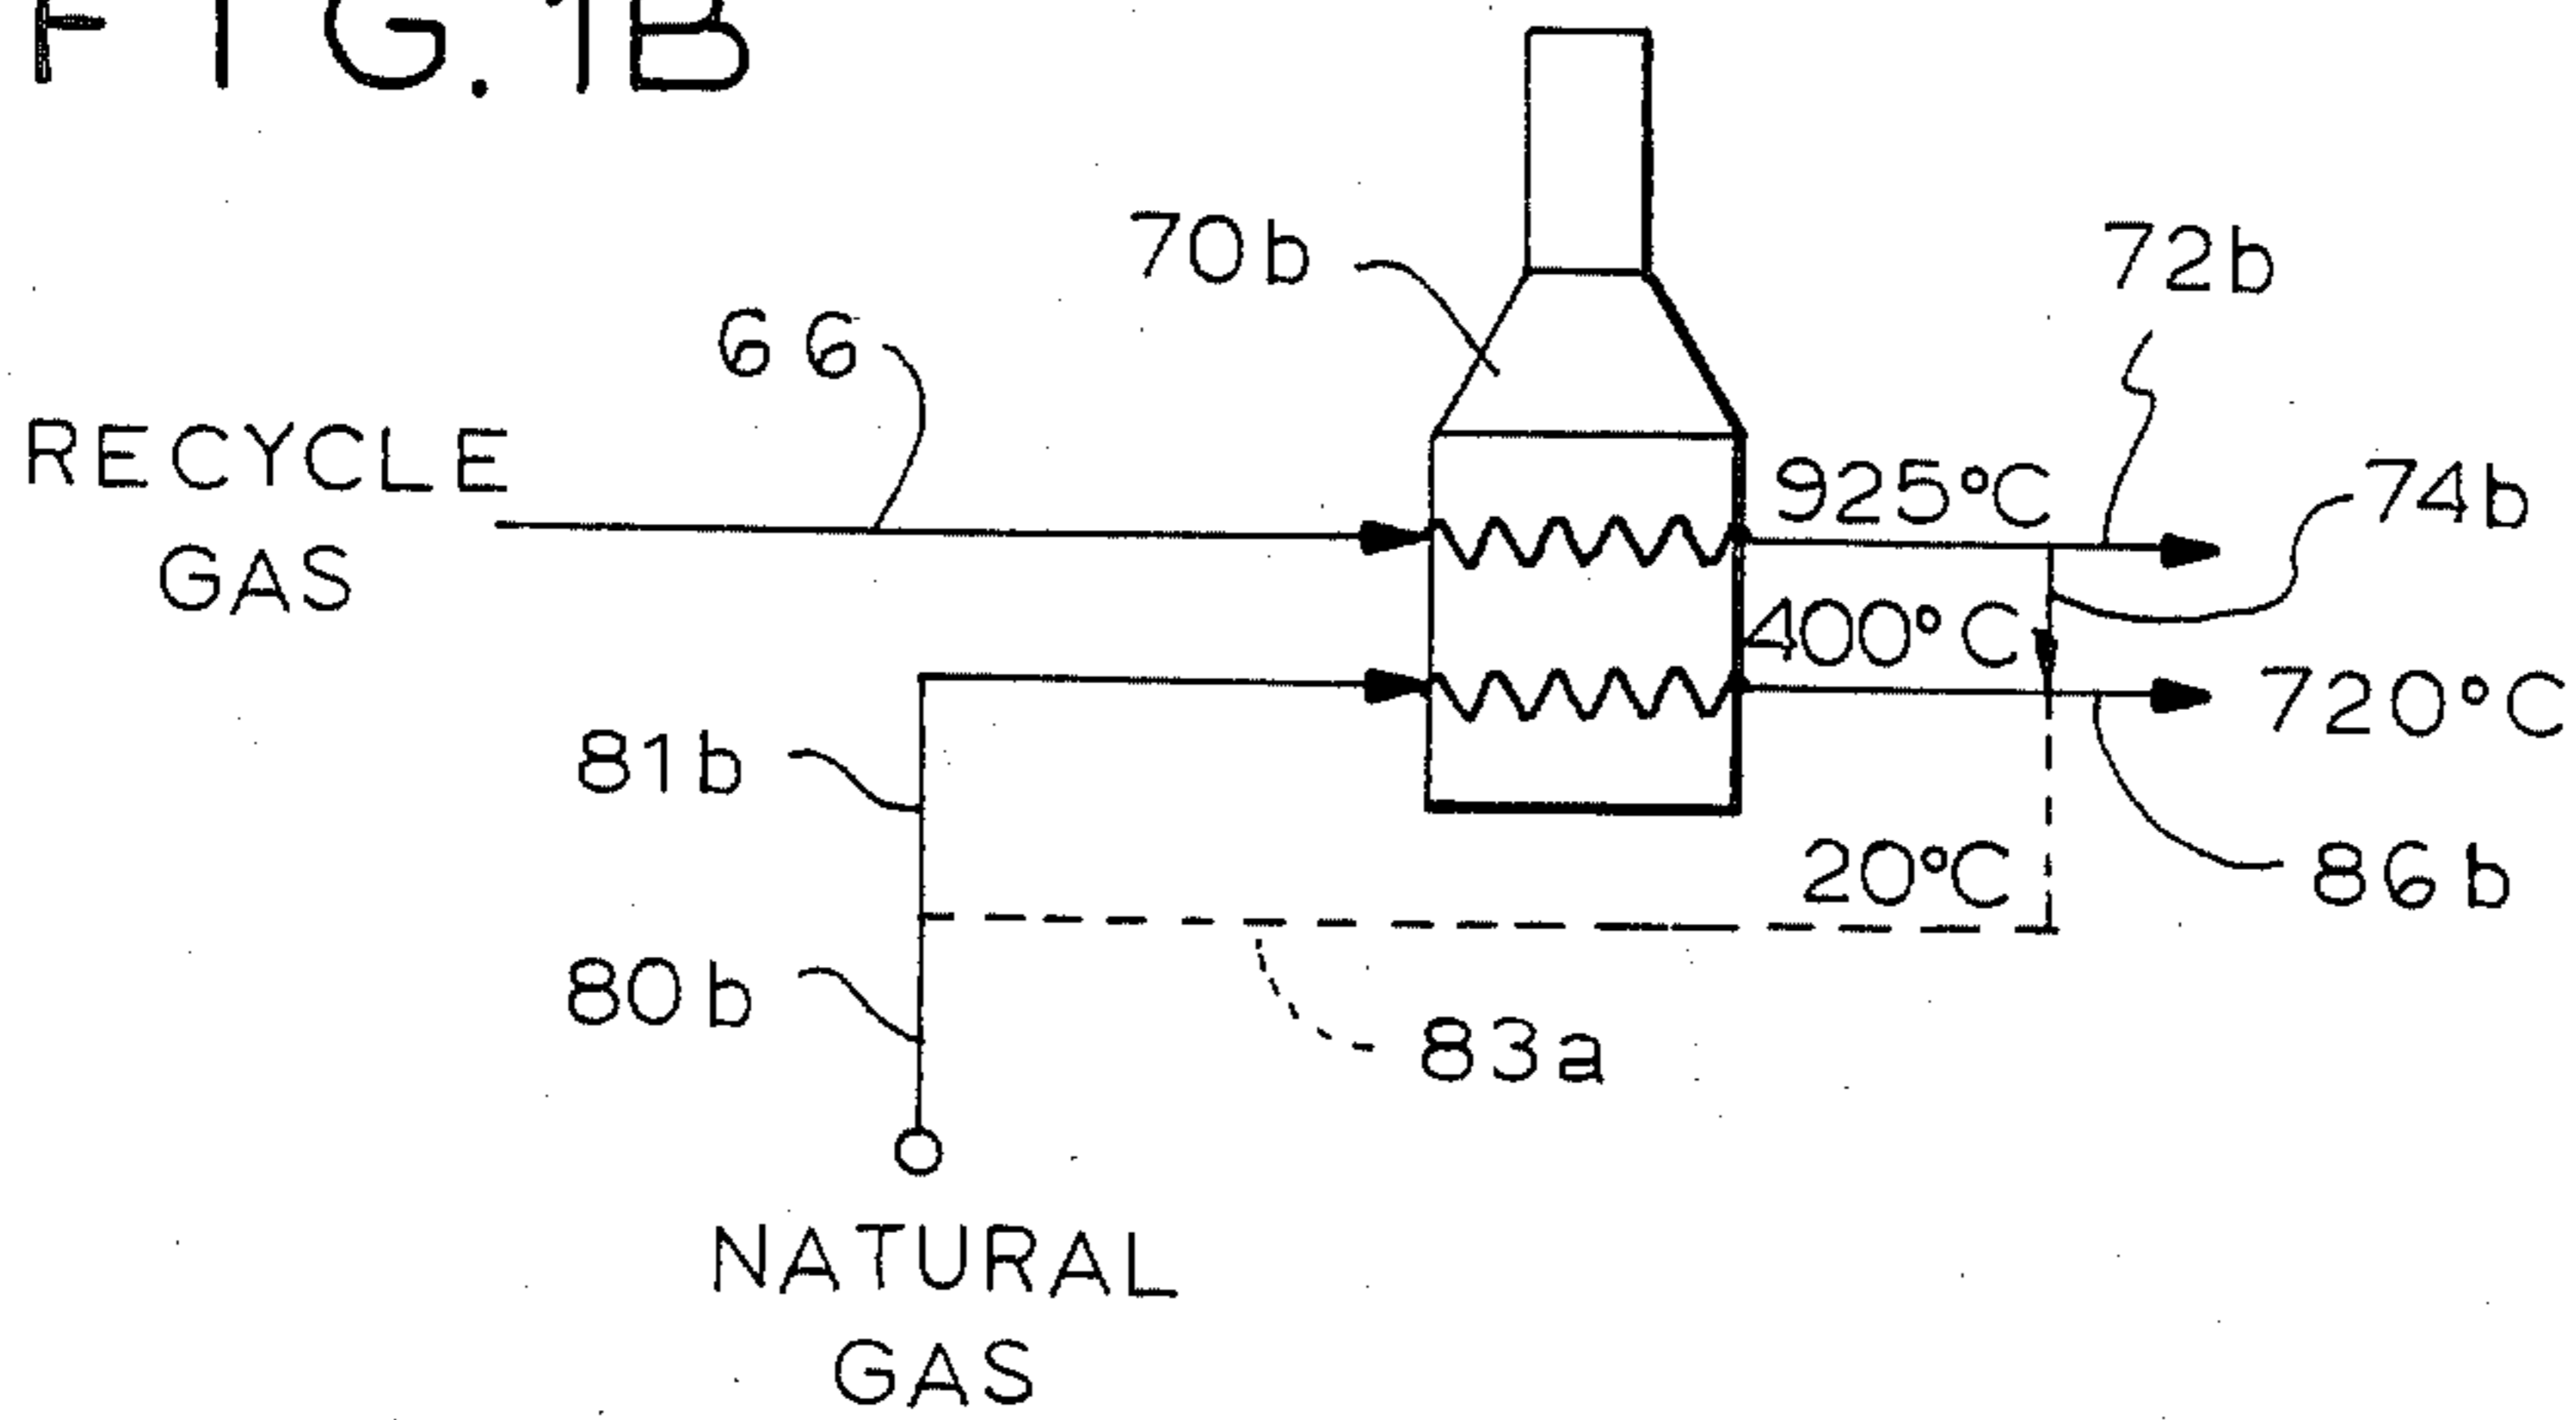 FIG.1B
70b
72b
66
RECYCLE
GAS
925°C
74b
400°C
720°C
81b
20°C
86b
80b
83a
NATURAL
GAS